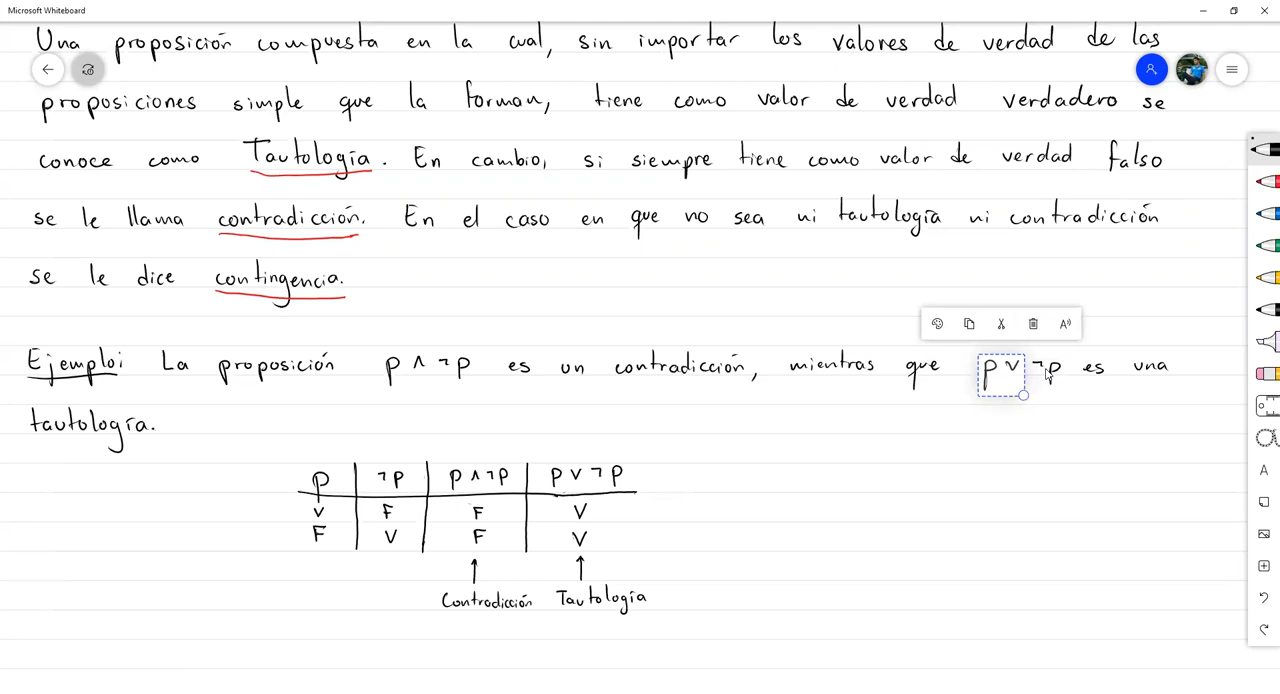 Microsoft Whiteboard
Una proposición compuesta en la cual, sin importar los valores de verdad de las
proposiciones simple que la forman, tiene como valor de verdad verdadero se
conoce como Tautología. En cambio, si siempre tiene como valor de verdad falso
se le llama contradicción. En el caso en que no sea ni tautología ni contradicción
se le dice contingencia.
Ejemplo: La proposición p ∧ ¬p es un contradicción, mientras que p ∨ ¬p es una
tautología.
p ¬p p ∧ ¬p p ∨ ¬p
V F F V
F V F V
Contradicción Tautología